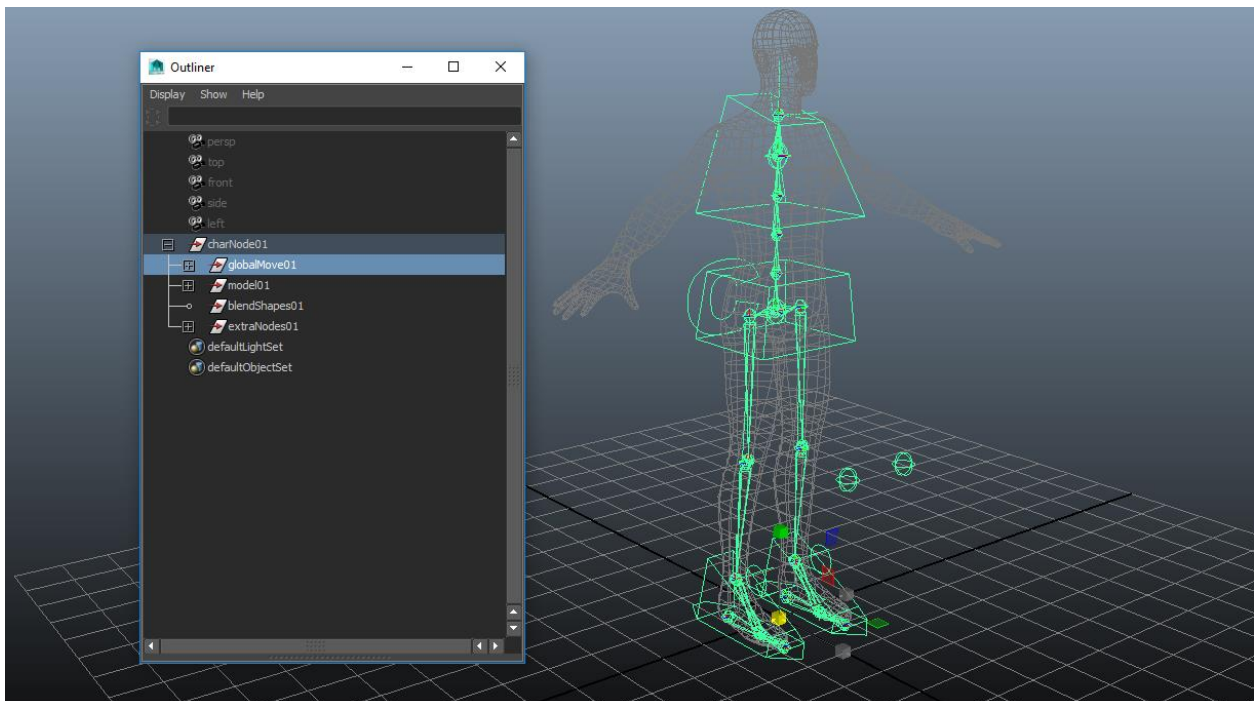 Outliner
Display Show Help
persp
top
front
side
left
charNode01
globalMove01
model01
blendShapes01
extraNodes01
defaultLightSet
defaultObjectSet